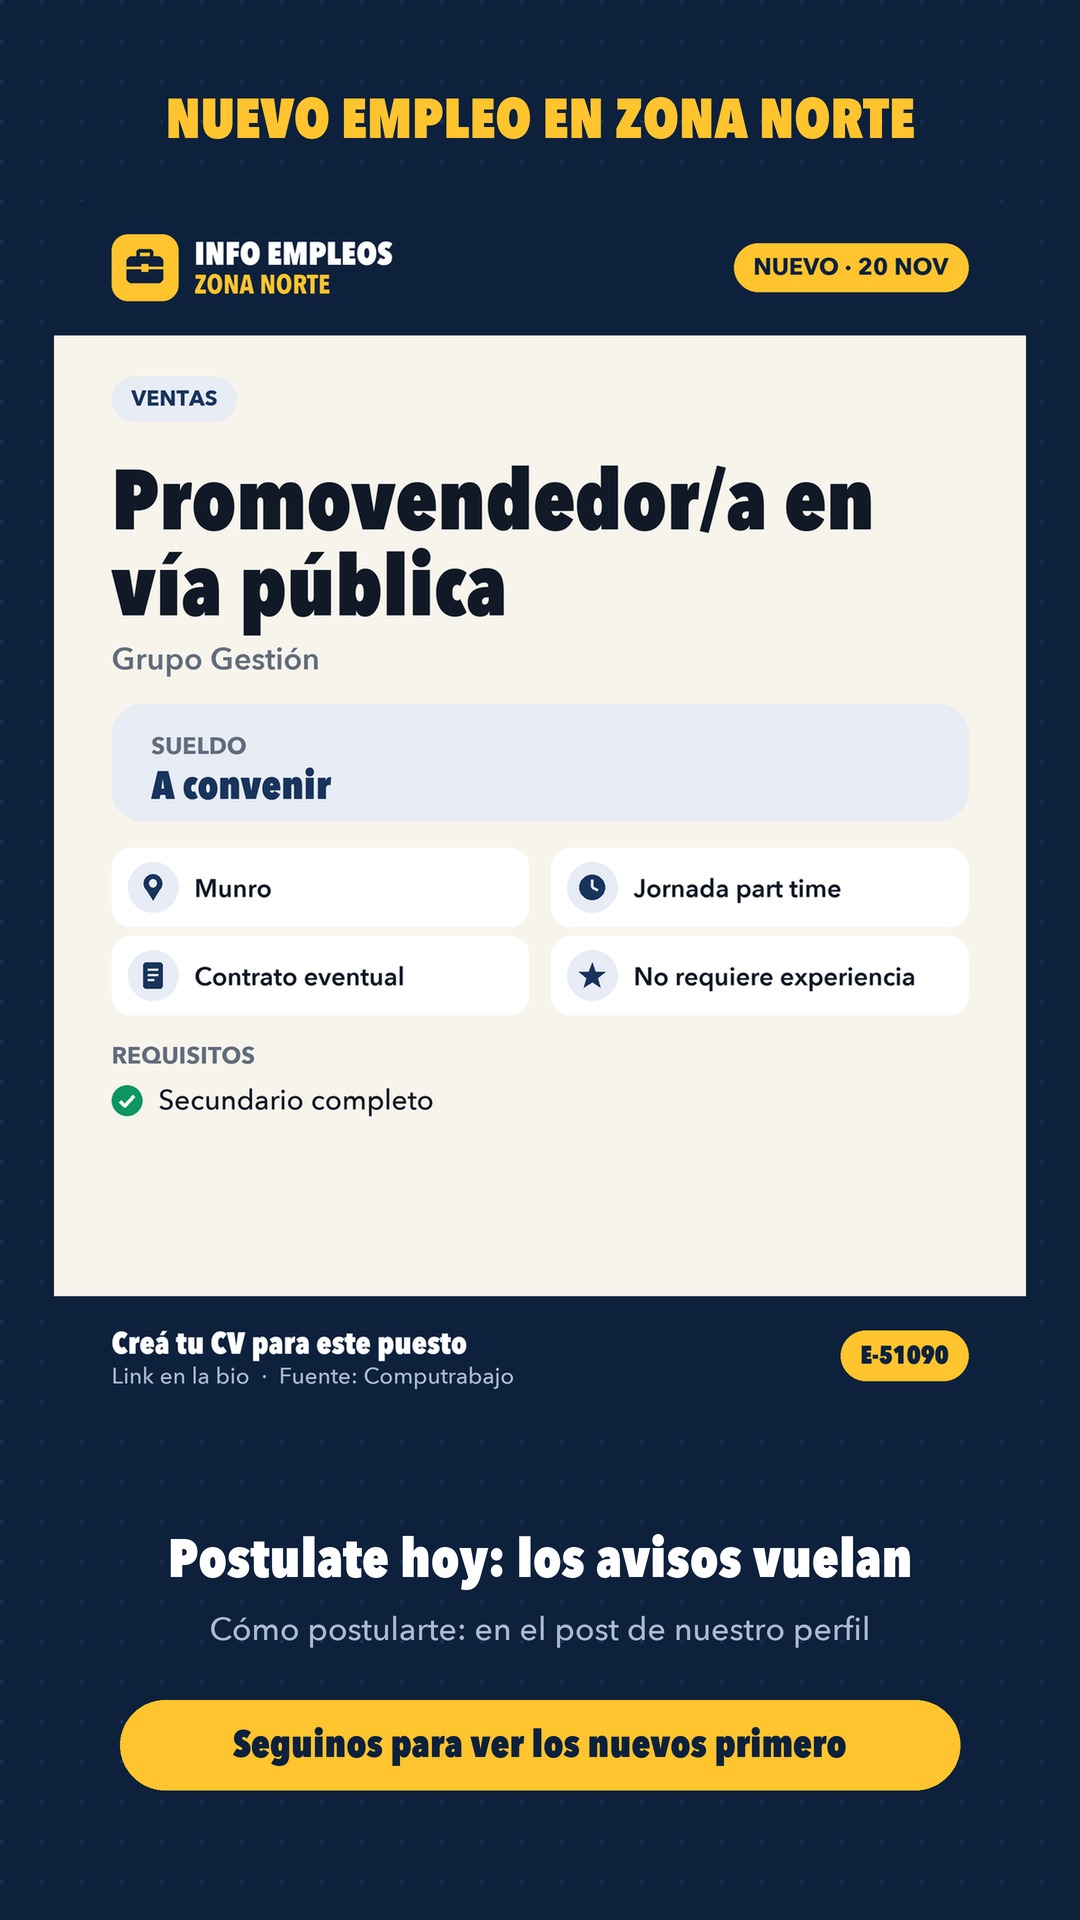 NUEVO EMPLEO EN ZONA NORTE
INFO EMPLEOS
ZONA NORTE
NUEVO · 20 NOV
VENTAS
Promovendedor/a en
vía pública
Grupo Gestión
SUELDO
A convenir
Munro
Jornada part time
Contrato eventual
No requiere experiencia
REQUISITOS
Secundario completo
Creá tu CV para este puesto
Link en la bio · Fuente: Computrabajo
E-51090
Postulate hoy: los avisos vuelan
Cómo postularte: en el post de nuestro perfil
Seguinos para ver los nuevos primero